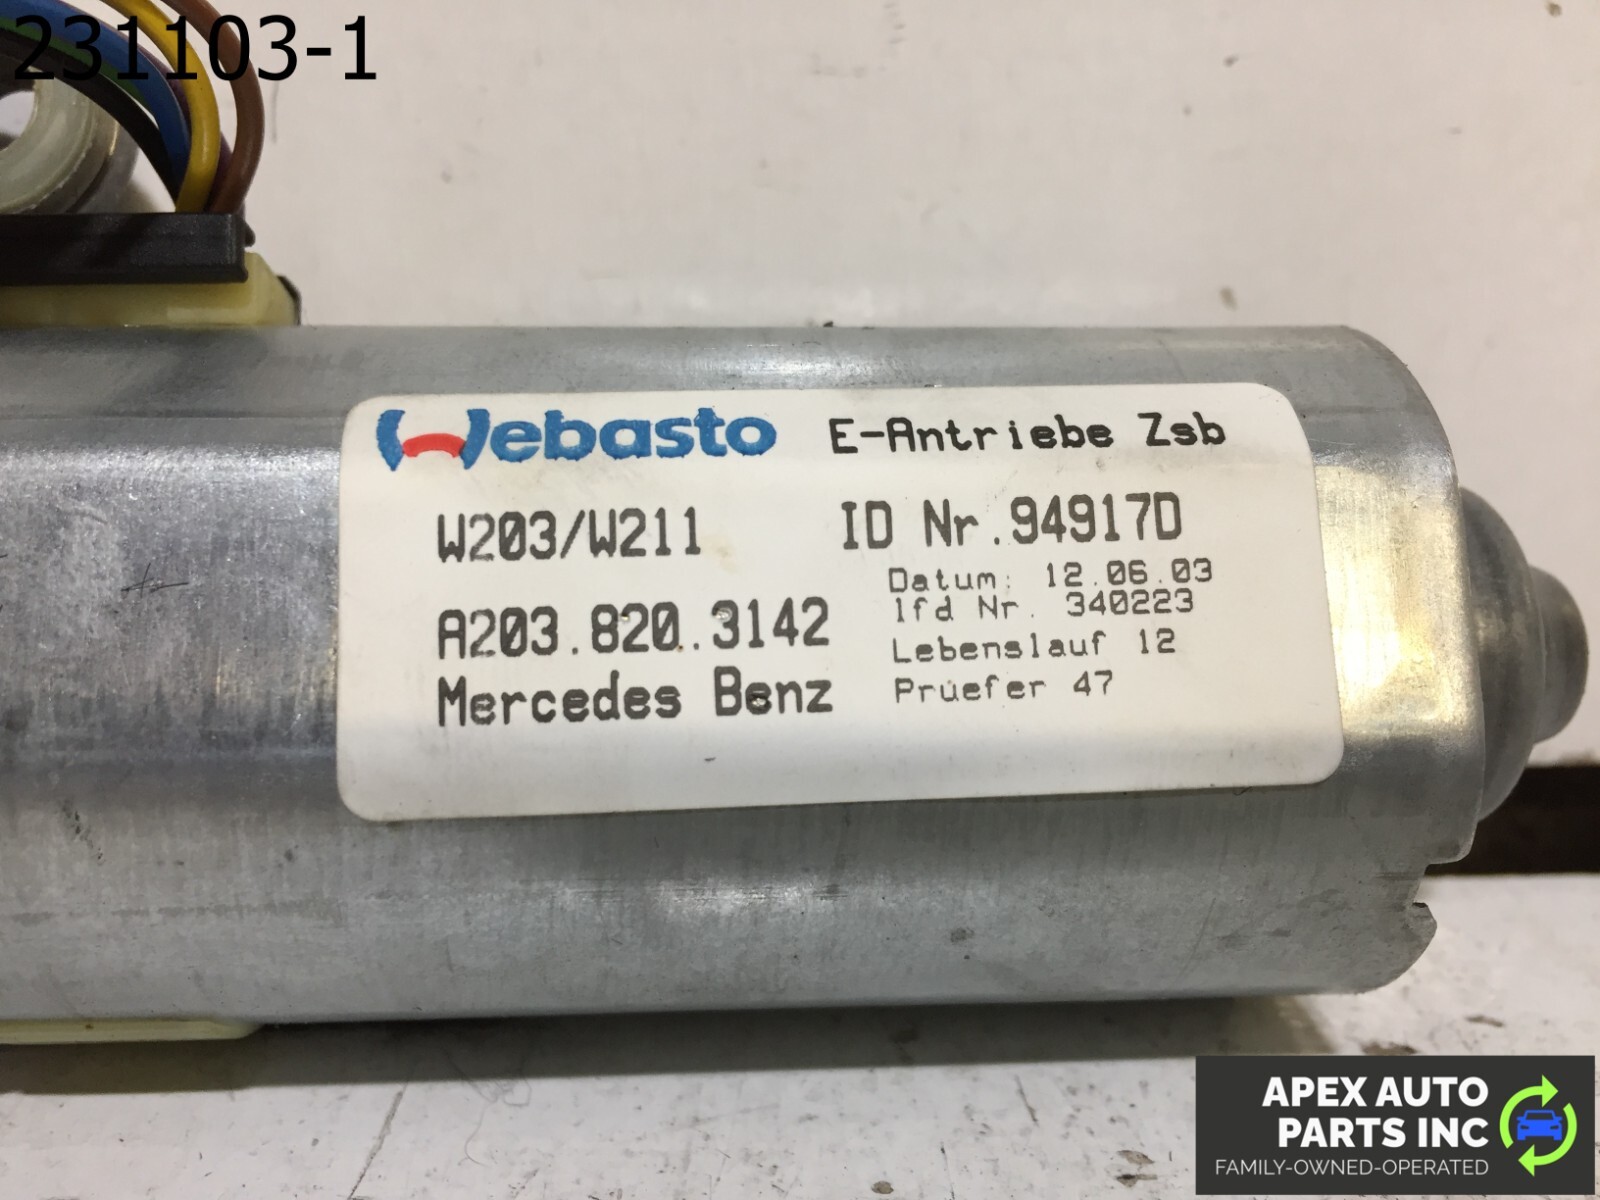 231103-1
Webasto E-Antriebe Zsb
W203/W211 ID Nr.94917D
Datum: 12.06.03
lfd Nr. 340223
A203.820.3142
Lebenslauf 12
Mercedes Benz
Pruefer 47
APEX AUTO
PARTS INC
FAMILY-OWNED-OPERATED